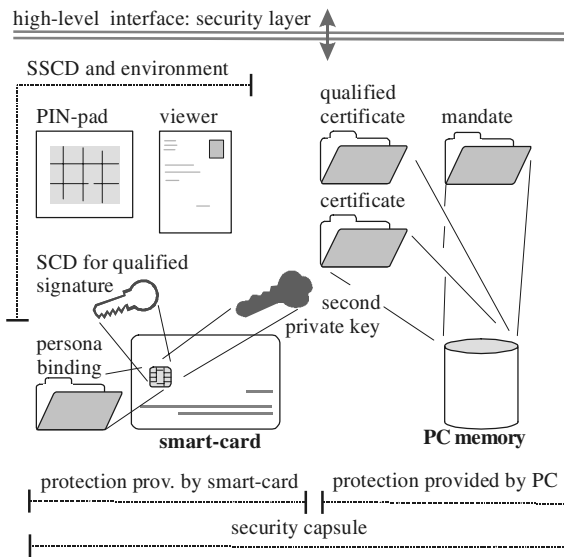 high-level interface: security layer
SSCD and environment
PIN-pad
viewer
qualified
certificate
mandate
certificate
SCD for qualified
signature
second
private key
persona
binding
smart-card
PC memory
protection prov. by smart-card
protection provided by PC
security capsule